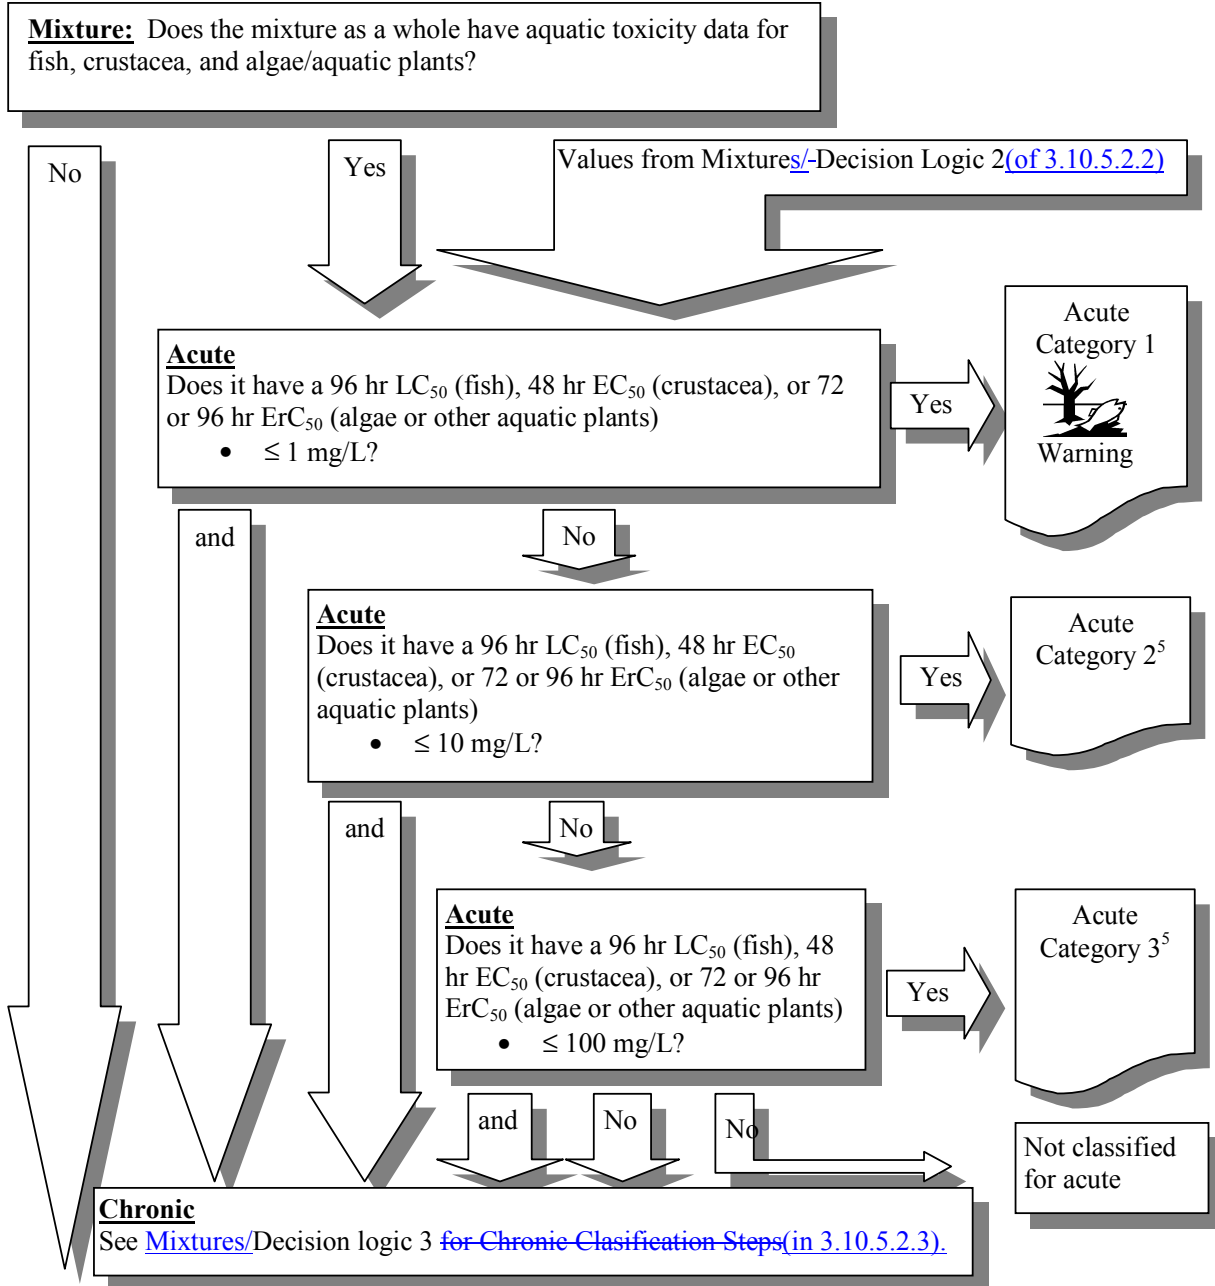 Mixture: Does the mixture as a whole have aquatic toxicity data for
fish, crustacea, and algae/aquatic plants?
No
Yes
Values from Mixtures/-Decision Logic 2(of 3.10.5.2.2)
Acute
Does it have a 96 hr LC₅₀ (fish), 48 hr EC₅₀ (crustacea), or 72
or 96 hr ErC₅₀ (algae or other aquatic plants)
• ≤ 1 mg/L?
Yes
Acute
Category 1
Warning
and
No
Acute
Does it have a 96 hr LC₅₀ (fish), 48 hr EC₅₀
(crustacea), or 72 or 96 hr ErC₅₀ (algae or other
aquatic plants)
• ≤ 10 mg/L?
Yes
Acute
Category 2⁵
and
No
Acute
Does it have a 96 hr LC₅₀ (fish), 48
hr EC₅₀ (crustacea), or 72 or 96 hr
ErC₅₀ (algae or other aquatic plants)
• ≤ 100 mg/L?
Yes
Acute
Category 3⁵
and
No
No
Not classified
for acute
Chronic
See Mixtures/Decision logic 3 for Chronic Clasification Steps(in 3.10.5.2.3).